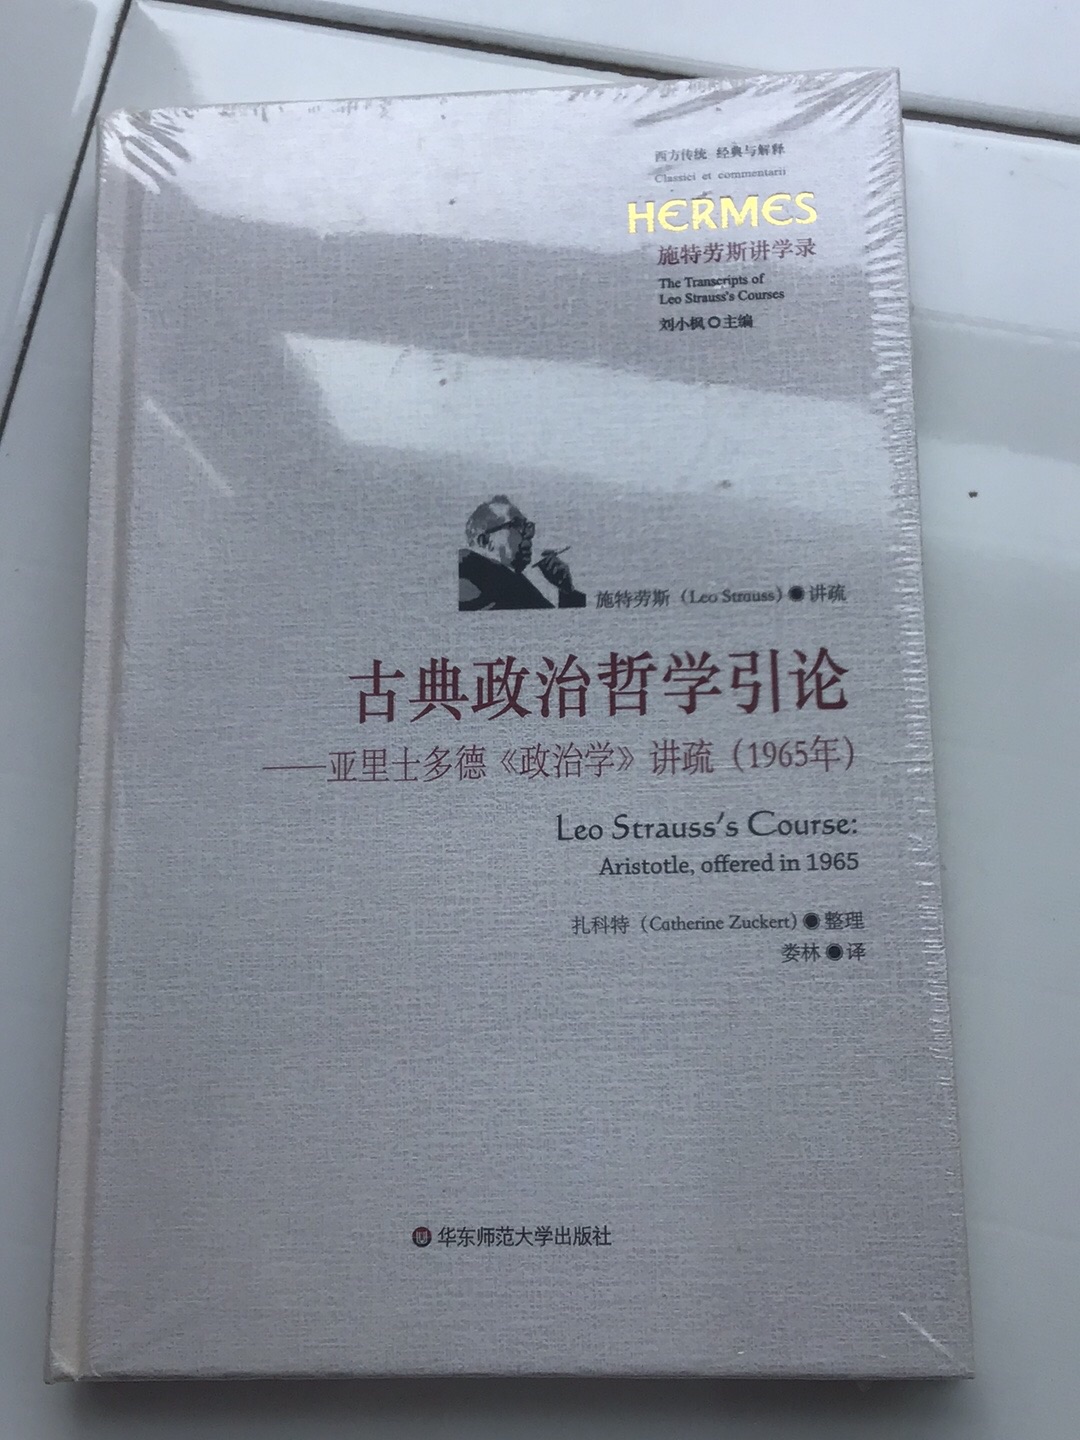 西方传统 经典与解释
Classici et commentarii
HERMES
施特劳斯讲学录
The Transcripts of
Leo Strauss's Courses
刘小枫○主编
施特劳斯（Leo Strauss）●讲疏
古典政治哲学引论
——亚里士多德《政治学》讲疏（1965年）
Leo Strauss's Course:
Aristotle, offered in 1965
扎科特（Catherine Zuckert）●整理
娄林●译
华东师范大学出版社